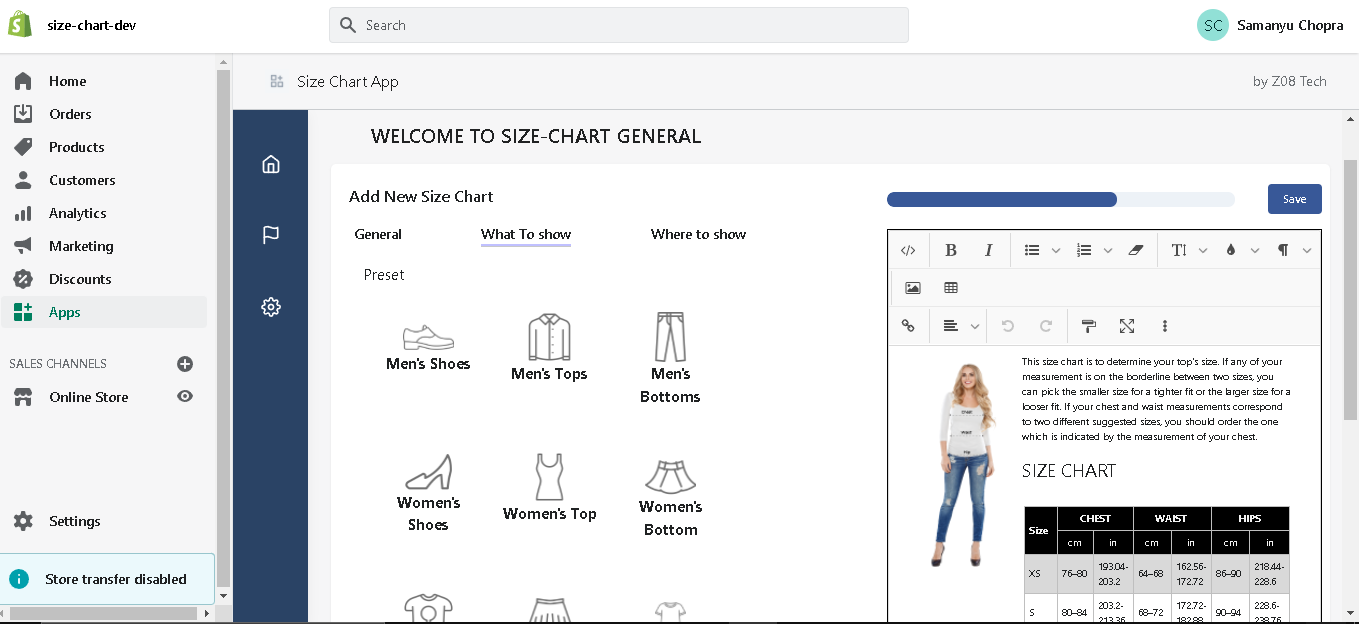 size-chart-dev
Search
SC
Samanyu Chopra
Home
Orders
Products
Customers
Analytics
Marketing
Discounts
Apps
SALES CHANNELS
Online Store
Settings
Store transfer disabled
Size Chart App
by Z08 Tech
WELCOME TO SIZE-CHART GENERAL
Add New Size Chart
Save
General
What To show
Where to show
Preset
Men's Shoes
Men's Tops
Men's
Bottoms
Women's
Shoes
Women's Top
Women's
Bottom
This size chart is to determine your top's size. If any of your
measurement is on the borderline between two sizes, you
can pick the smaller size for a tighter fit or the larger size for a
looser fit. If your chest and waist measurements correspond
to two different suggested sizes, you should order the one
which is indicated by the measurement of your chest.
SIZE CHART
Size CHEST WAIST HIPS
cm in cm in cm in
XS 76–80 193.04-203.2 64–68 162.56-172.72 86–90 218.44-228.6
S 80–84 203.2-213.36 68–72 172.72-182.88 90–94 228.6-238.76